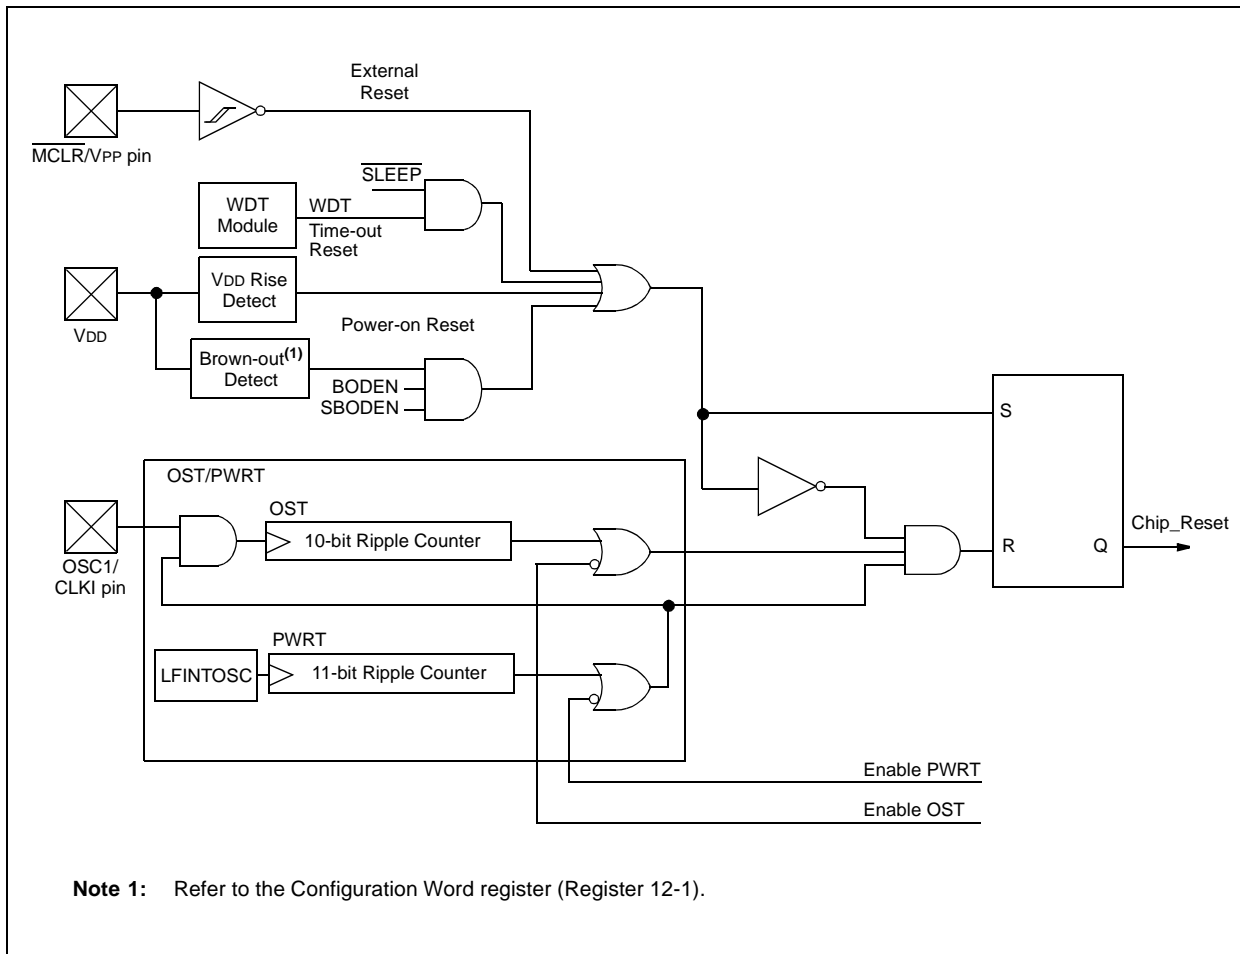 External
Reset
MCLR/VPP pin
SLEEP
WDT
Module
WDT
Time-out
Reset
VDD Rise
Detect
VDD
Power-on Reset
Brown-out(1)
Detect
BODEN
SBODEN
S
OST/PWRT
OST
10-bit Ripple Counter
OSC1/
CLKI pin
Chip_Reset
R
Q
PWRT
LFINTOSC
11-bit Ripple Counter
Enable PWRT
Enable OST
Note 1: Refer to the Configuration Word register (Register 12-1).